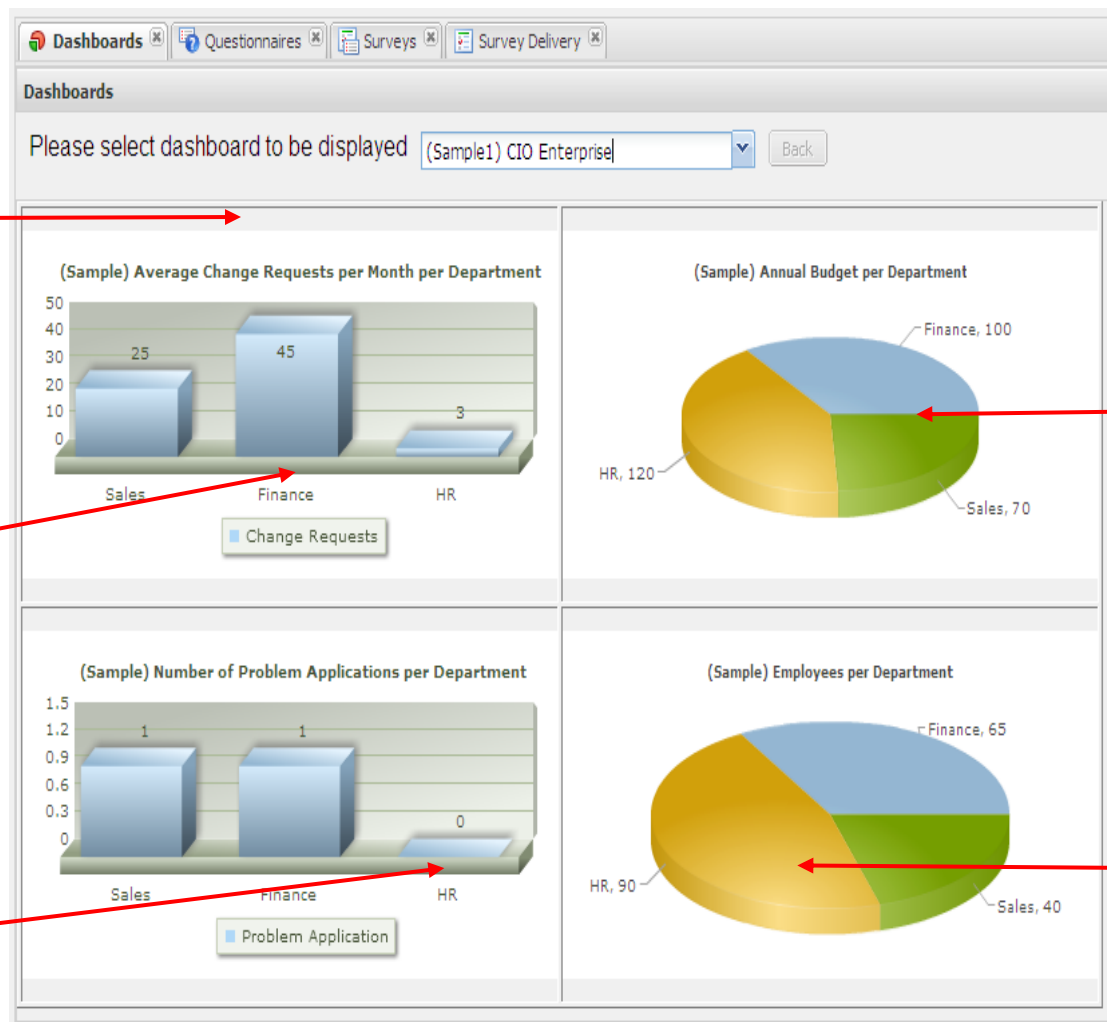 Dashboards Questionnaires Surveys Survey Delivery
Dashboards
Please select dashboard to be displayed (Sample1) CIO Enterprise Back
(Sample) Average Change Requests per Month per Department
50
40
30
20
10
0
25
45
3
Sales Finance HR
Change Requests
(Sample) Annual Budget per Department
Finance, 100
HR, 120
Sales, 70
(Sample) Number of Problem Applications per Department
1.5
1.2
0.9
0.6
0.3
0
1
1
0
Sales Finance HR
Problem Application
(Sample) Employees per Department
Finance, 65
HR, 90
Sales, 40